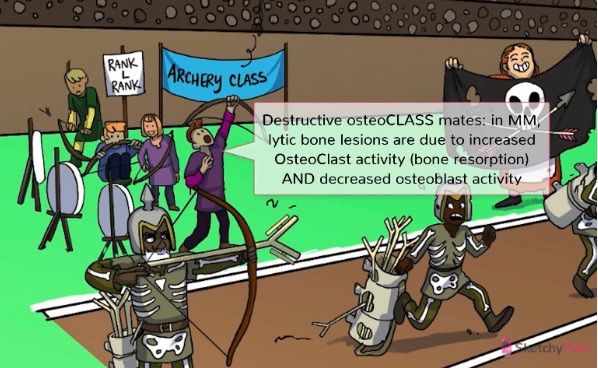 RANK
L
RANK
ARCHERY CLASS
Destructive osteoCLASS mates: in MM,
lytic bone lesions are due to increased
OsteoClast activity (bone resorption)
AND decreased osteoblast activity
SketchyPath